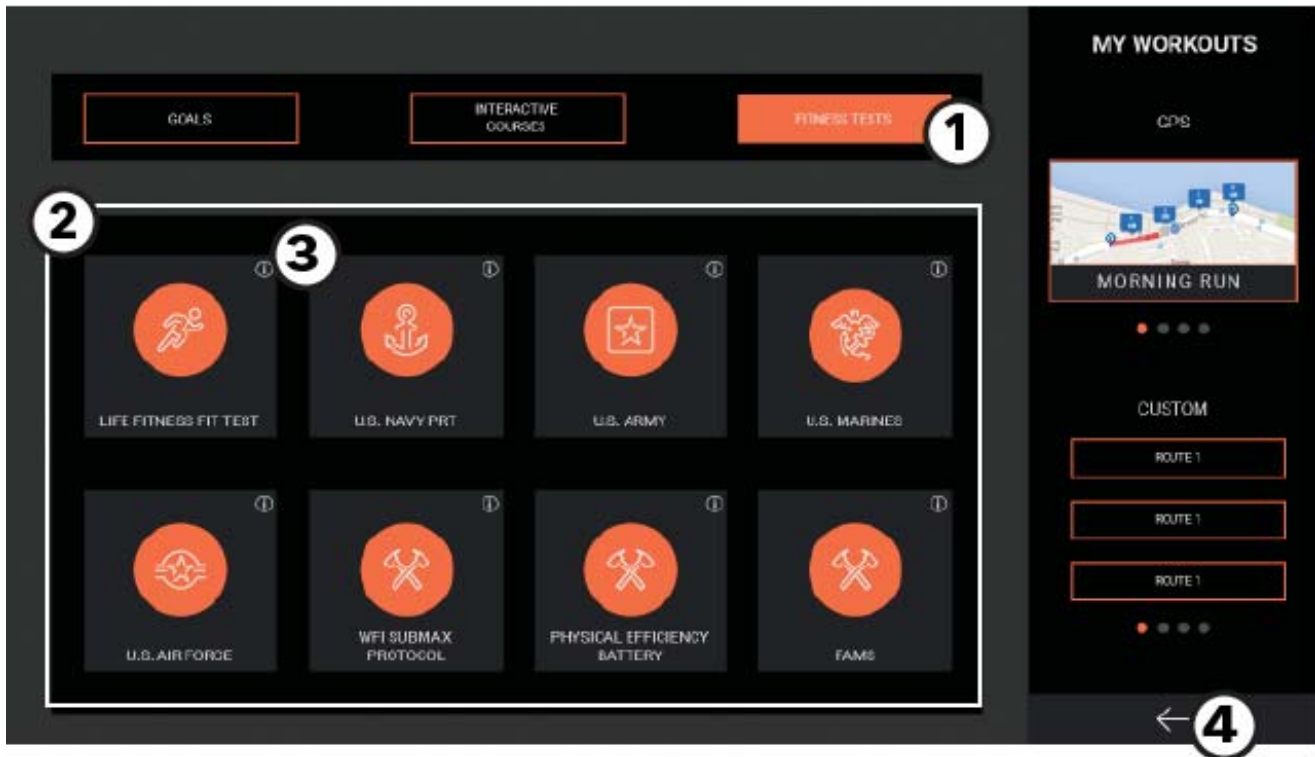 GOALS
INTERACTIVE
COURSES
FITNESS TESTS
1
2
3
LIFE FITNESS FIT TEST
U.S. NAVY PRT
U.S. ARMY
U.S. MARINES
U.S. AIR FORCE
WFI SUBMAX
PROTOCOL
PHYSICAL EFFICIENCY
BATTERY
FAMS
MY WORKOUTS
GPS
MORNING RUN
CUSTOM
ROUTE 1
ROUTE 1
ROUTE 1
4